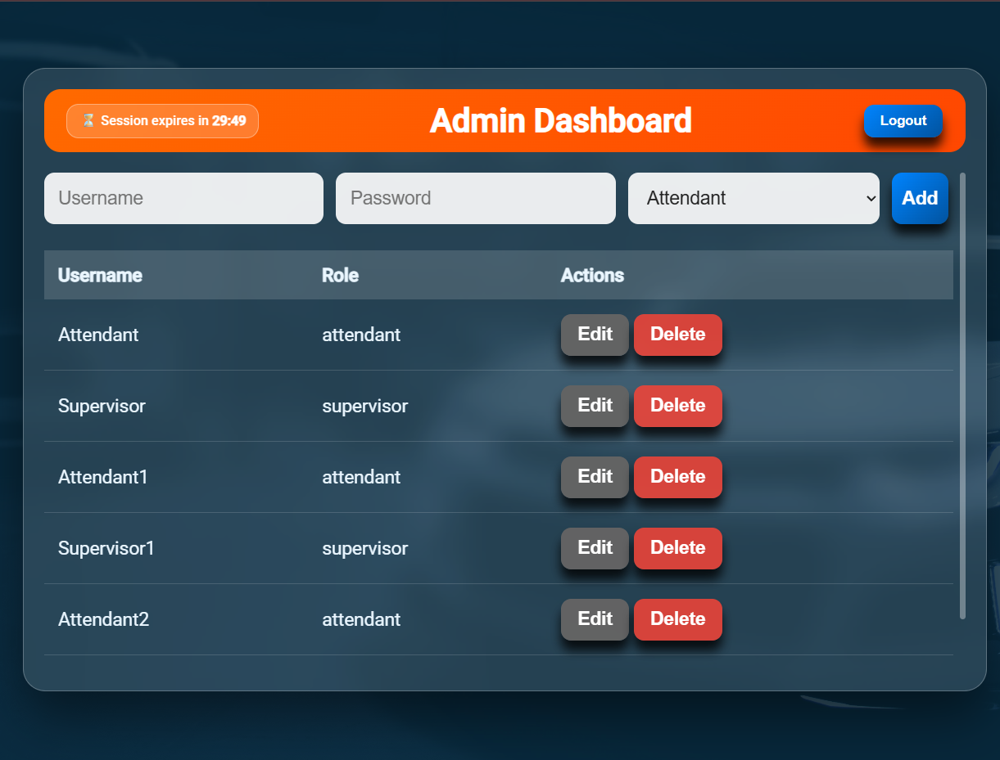 ⏳ Session expires in 29:49 Admin Dashboard Logout
Username Password Attendant Add
Username Role Actions
Attendant attendant Edit Delete
Supervisor supervisor Edit Delete
Attendant1 attendant Edit Delete
Supervisor1 supervisor Edit Delete
Attendant2 attendant Edit Delete